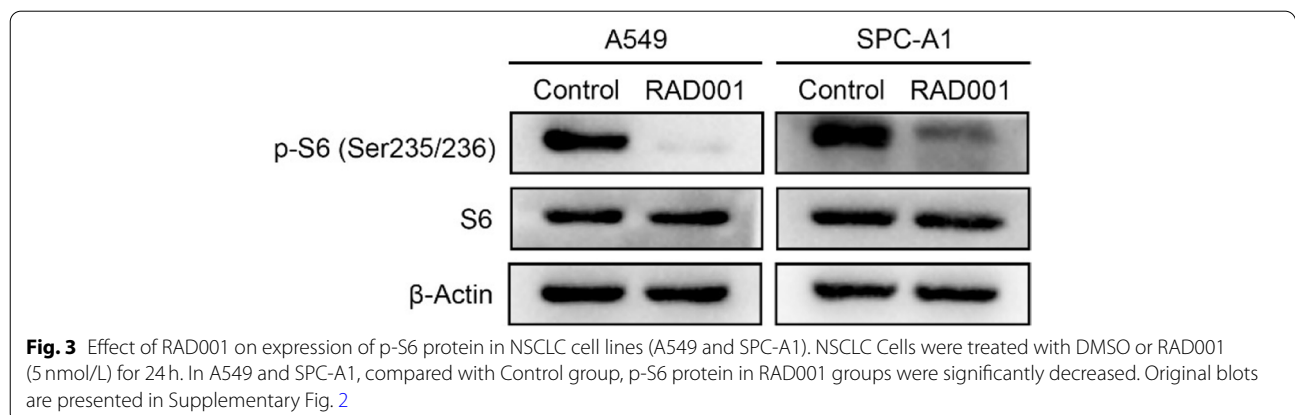 A549 SPC-A1
Control RAD001 Control RAD001
p-S6 (Ser235/236)
S6
β-Actin
Fig. 3 Effect of RAD001 on expression of p-S6 protein in NSCLC cell lines (A549 and SPC-A1). NSCLC Cells were treated with DMSO or RAD001
(5 nmol/L) for 24 h. In A549 and SPC-A1, compared with Control group, p-S6 protein in RAD001 groups were significantly decreased. Original blots
are presented in Supplementary Fig. 2